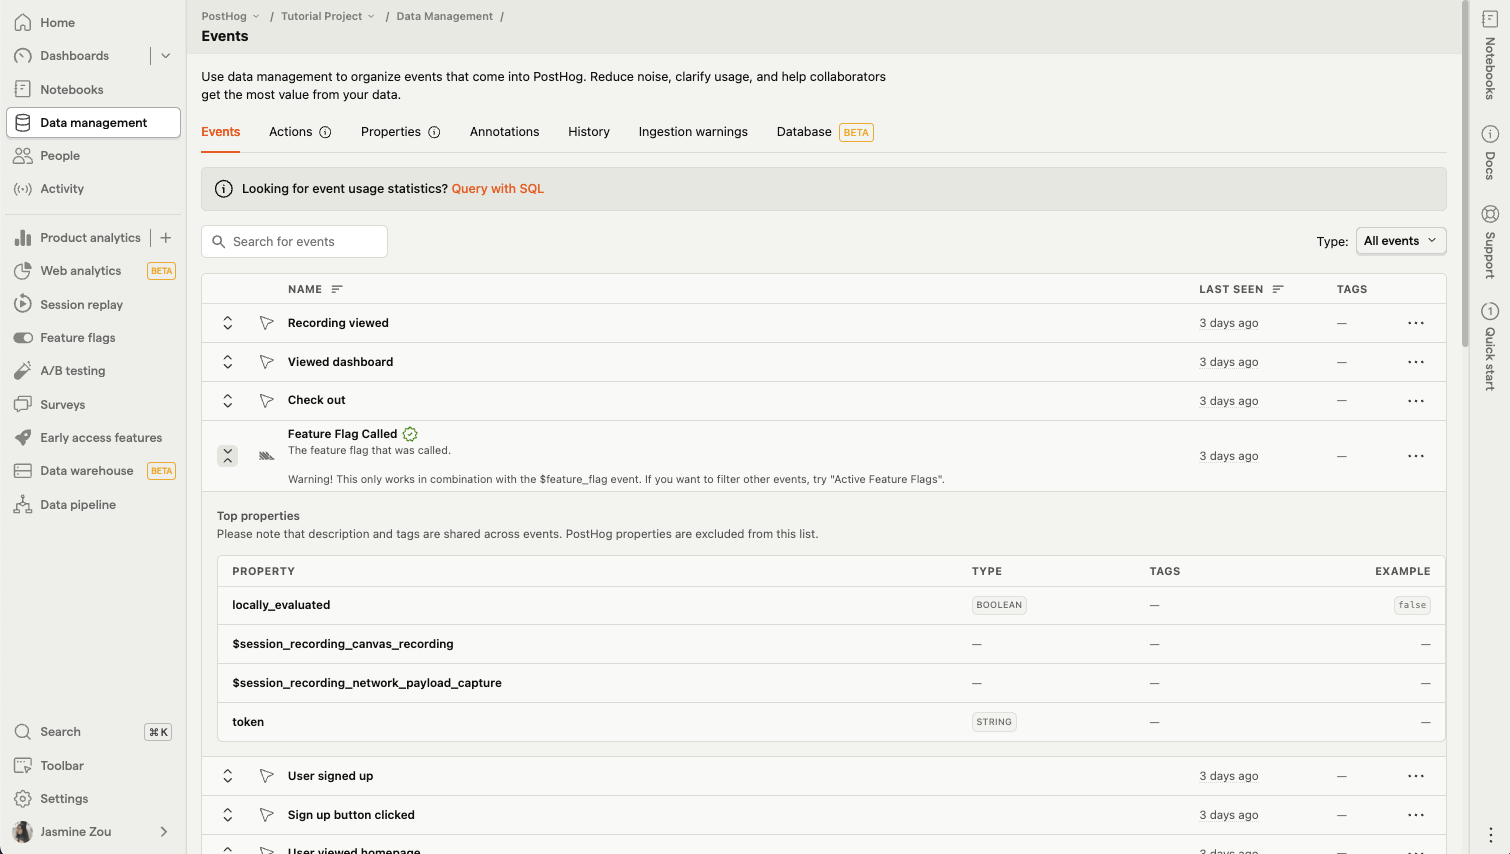 Home
Dashboards
Notebooks
Data management
People
Activity
Product analytics
Web analytics BETA
Session replay
Feature flags
A/B testing
Surveys
Early access features
Data warehouse BETA
Data pipeline
Search ⌘ K
Toolbar
Settings
Jasmine Zou
PostHog / Tutorial Project / Data Management /
Events
Use data management to organize events that come into PostHog. Reduce noise, clarify usage, and help collaborators
get the most value from your data.
Events Actions Properties Annotations History Ingestion warnings Database BETA
Looking for event usage statistics? Query with SQL
Search for events
Type: All events
NAME LAST SEEN TAGS
Recording viewed 3 days ago — ...
Viewed dashboard 3 days ago — ...
Check out 3 days ago — ...
Feature Flag Called
The feature flag that was called.
3 days ago — ...
Warning! This only works in combination with the $feature_flag event. If you want to filter other events, try "Active Feature Flags".
Top properties
Please note that description and tags are shared across events. PostHog properties are excluded from this list.
PROPERTY TYPE TAGS EXAMPLE
locally_evaluated BOOLEAN — false
$session_recording_canvas_recording — — —
$session_recording_network_payload_capture — — —
token STRING — —
User signed up 3 days ago — ...
Sign up button clicked 3 days ago — ...
User viewed homepage 3 days ago — ...
Notebooks
Docs
Support
1
Quick start